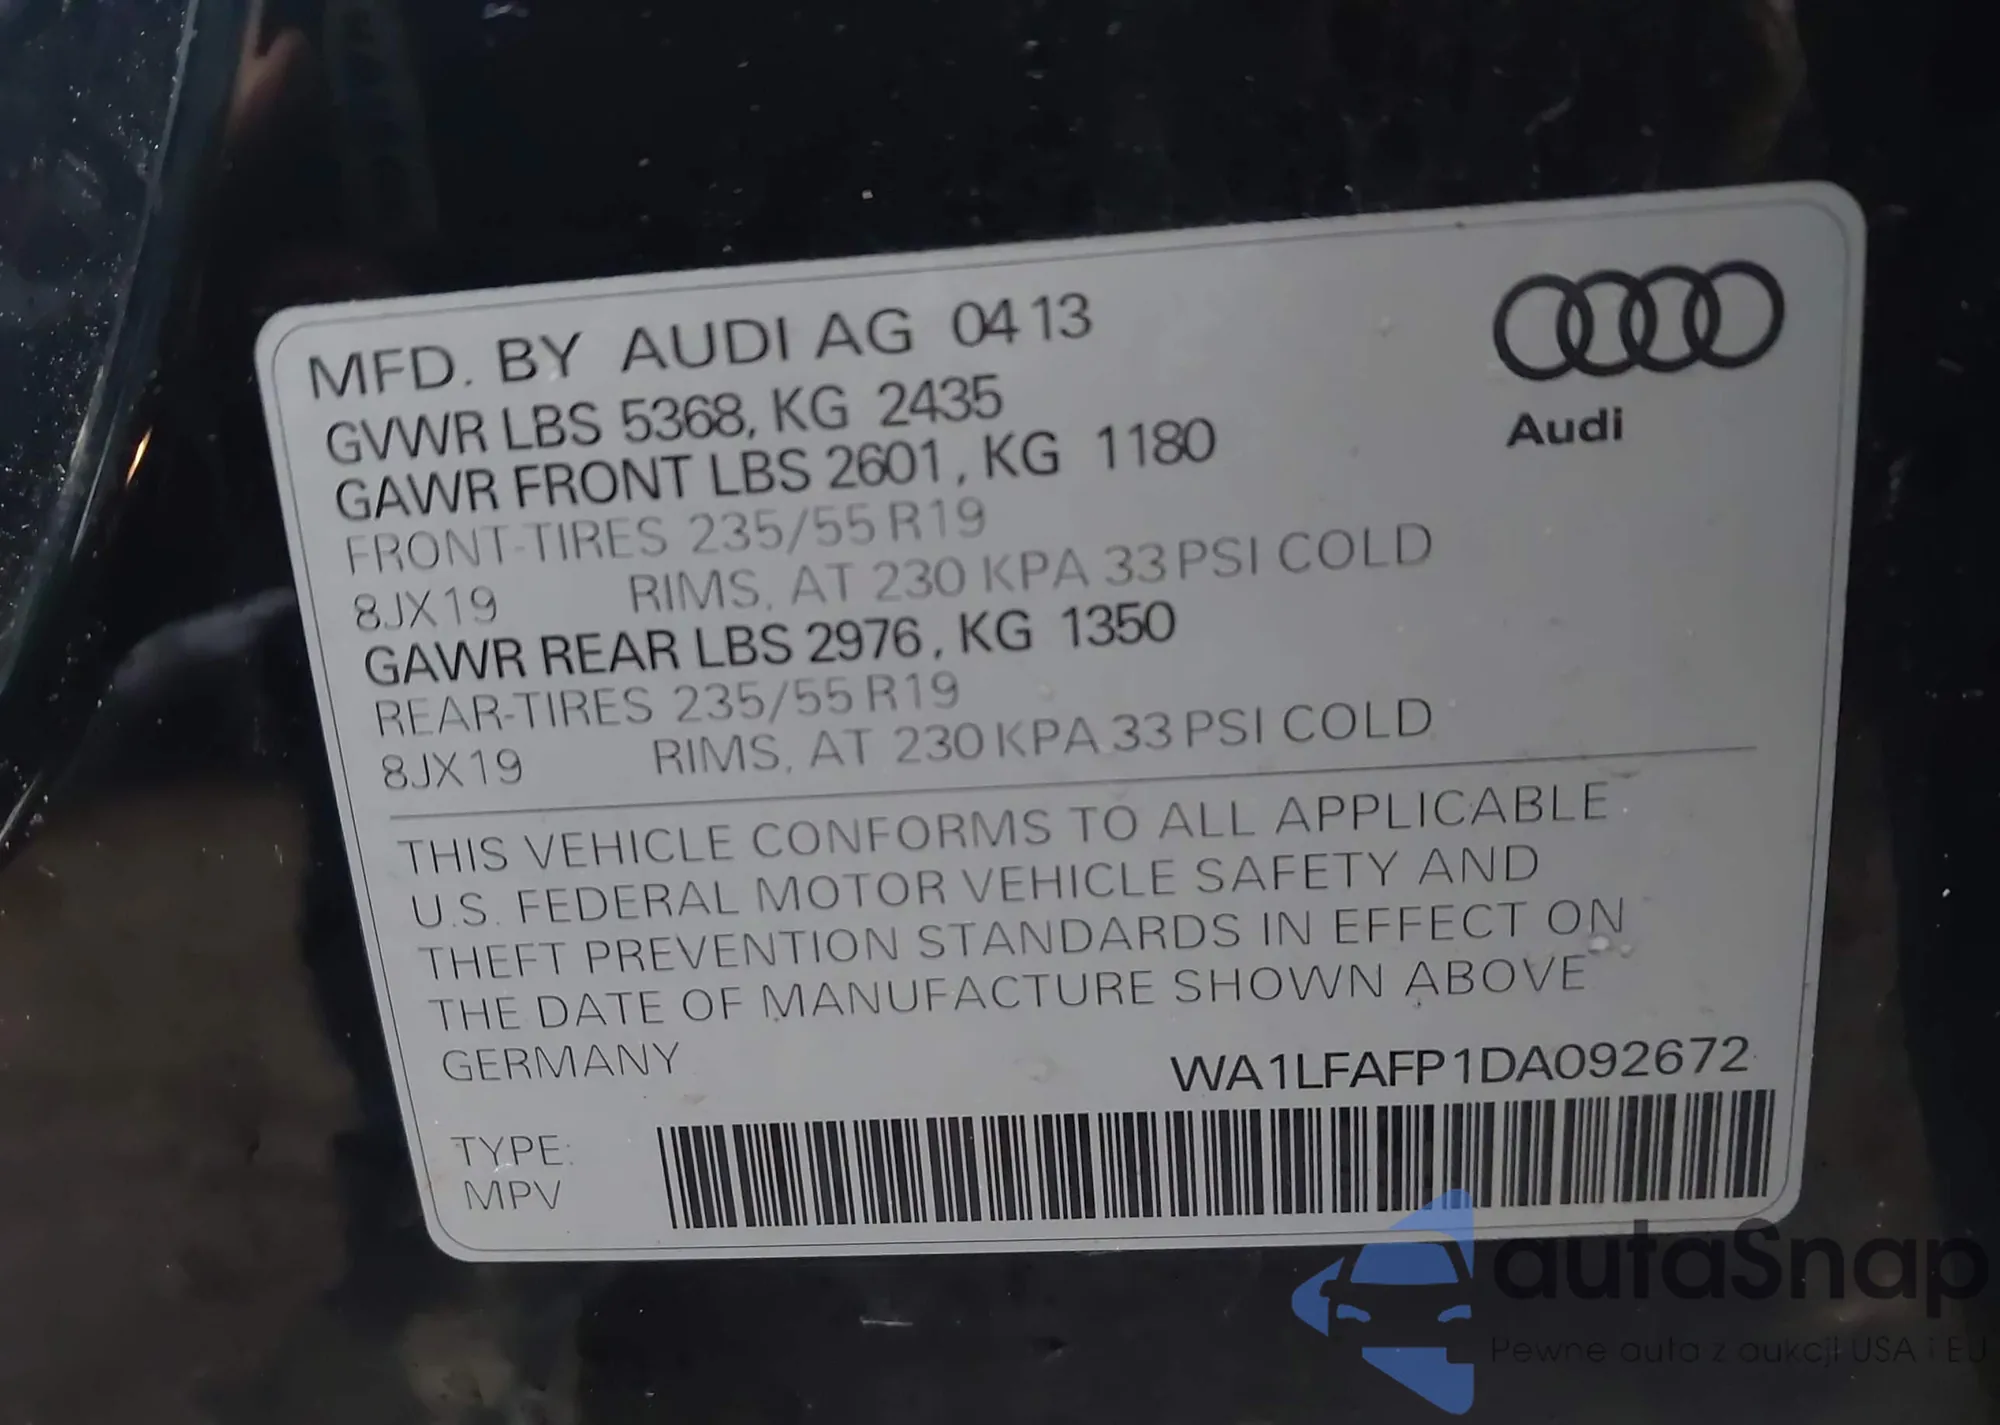 MFD. BY AUDI AG 04 13
GVWR LBS 5368, KG 2435
GAWR FRONT LBS 2601, KG 1180
FRONT-TIRES 235/55 R19
8JX19 RIMS, AT 230 KPA 33 PSI COLD
GAWR REAR LBS 2976, KG 1350
REAR-TIRES 235/55 R19
8JX19 RIMS, AT 230 KPA 33 PSI COLD
Audi
THIS VEHICLE CONFORMS TO ALL APPLICABLE
U.S. FEDERAL MOTOR VEHICLE SAFETY AND
THEFT PREVENTION STANDARDS IN EFFECT ON
THE DATE OF MANUFACTURE SHOWN ABOVE
GERMANY WA1LFAFP1DA092672
TYPE:
MPV
autaSnap
Pewne auta z aukcji USA i EU